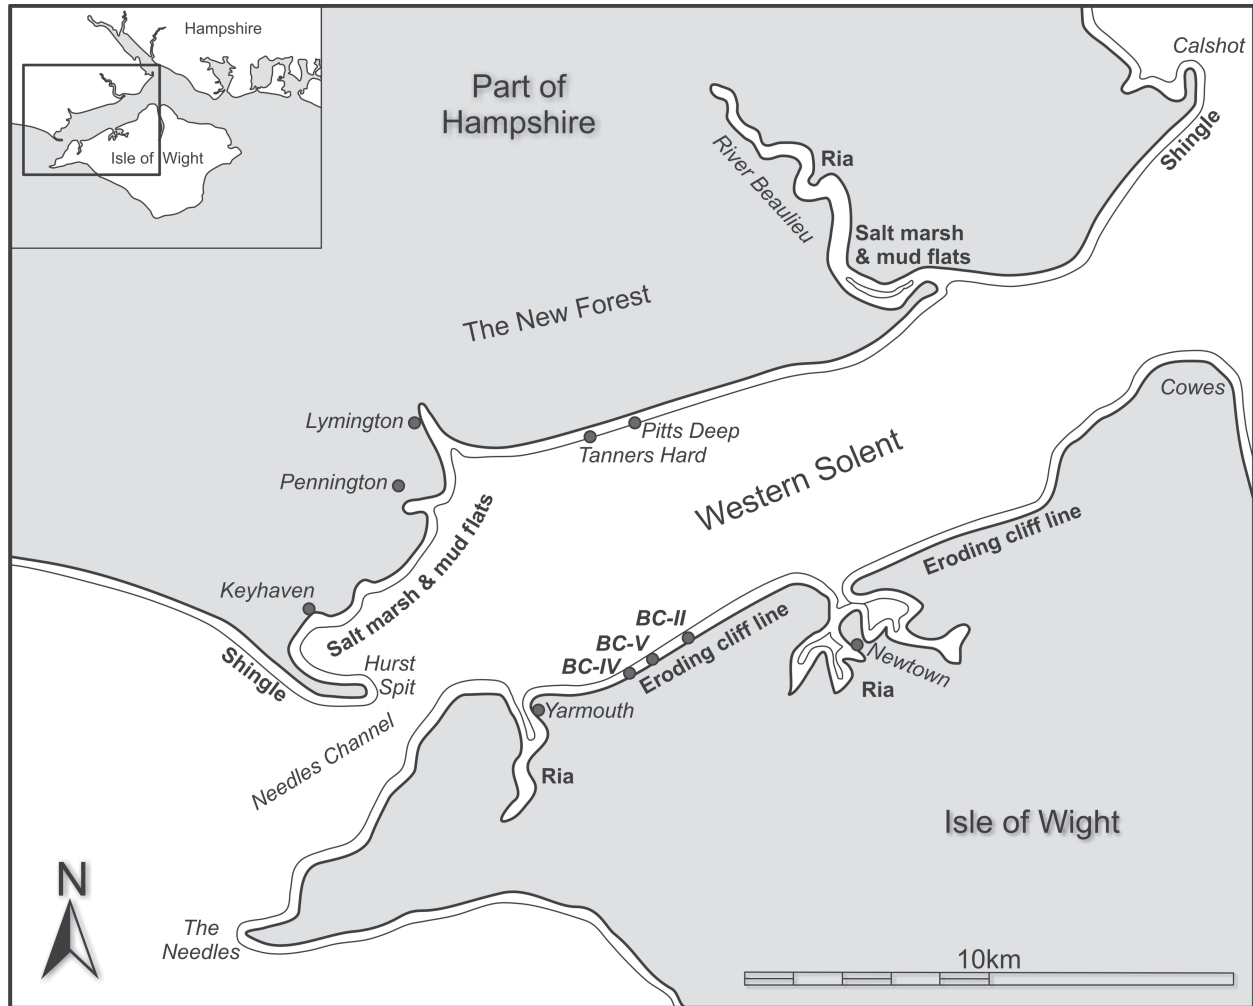 Hampshire
Isle of Wight
Part of
Hampshire
Calshot
Shingle
Ria
River Beaulieu
Salt marsh
& mud flats
The New Forest
Cowes
Lymington
Pitts Deep
Tanners Hard
Pennington
Western Solent
Salt marsh & mud flats
Eroding cliff line
Keyhaven
BC-II
BC-V
BC-IV
Eroding cliff line
Newtown
Ria
Shingle
Hurst
Spit
Yarmouth
Needles Channel
Ria
Isle of Wight
N
The
Needles
10km